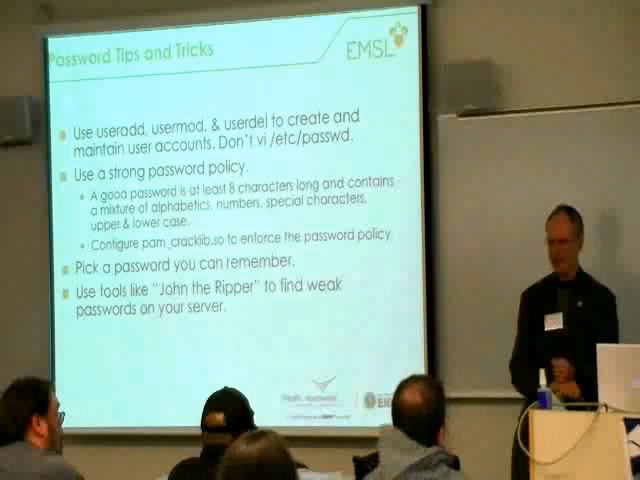 Password Tips and Tricks
EMSL
Use useradd, usermod, & userdel to create and
maintain user accounts. Don't vi /etc/passwd.
Use a strong password policy.
A good password is at least 8 characters long and contains
a mixture of alphabetics, numbers, special characters,
upper & lower case.
Configure pam_cracklib.so to enforce the password policy
Pick a password you can remember.
Use tools like "John the Ripper" to find weak
passwords on your server.
Pacific Northwest